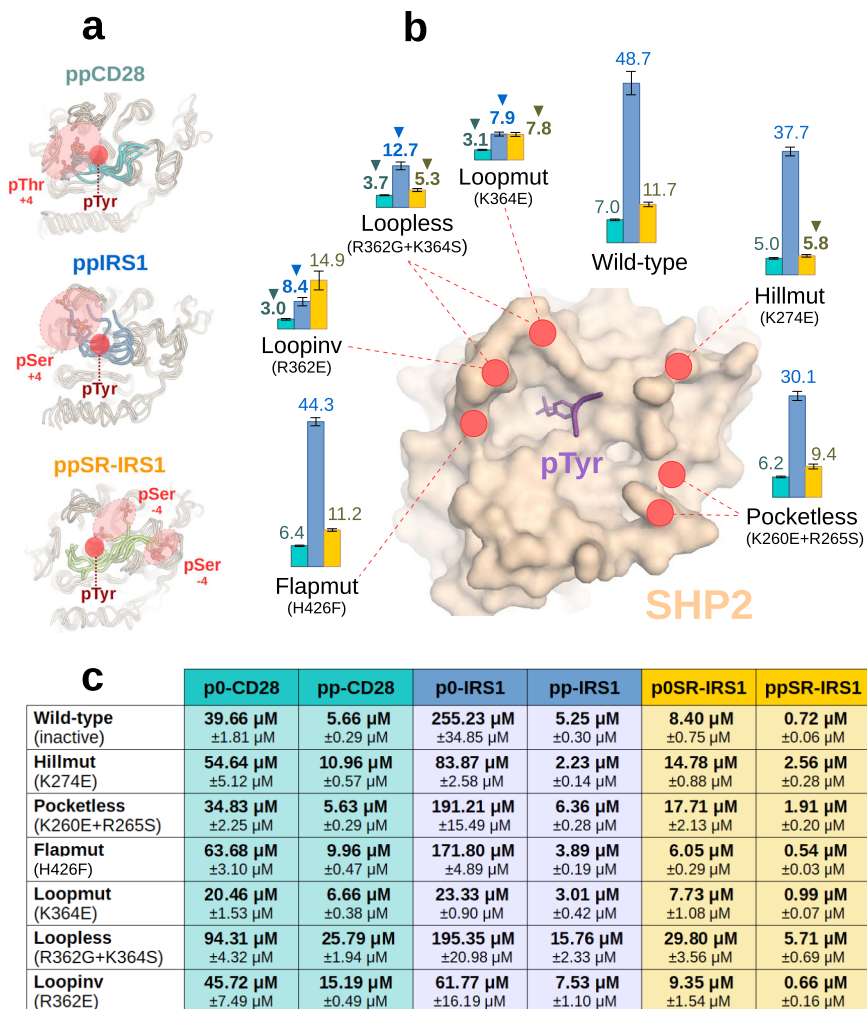 a
ppCD28
pThr
+4
pTyr
ppIRS1
pSer
+4
pTyr
ppSR-IRS1
pSer
-4
pSer
-4
pTyr
b
48.7
7.0
11.7
Wild-type
3.1
7.9
7.8
Loopmut
(K364E)
3.7
12.7
5.3
Loopless
(R362G+K364S)
37.7
5.0
5.8
Hillmut
(K274E)
3.0
8.4
14.9
Loopinv
(R362E)
30.1
6.2
9.4
Pocketless
(K260E+R265S)
44.3
6.4
11.2
Flapmut
(H426F)
pTyr
SHP2
c
p0-CD28 pp-CD28 p0-IRS1 pp-IRS1 p0SR-IRS1 ppSR-IRS1
Wild-type 39.66 µM 5.66 µM 255.23 µM 5.25 µM 8.40 µM 0.72 µM
(inactive) ±1.81 µM ±0.29 µM ±34.85 µM ±0.30 µM ±0.75 µM ±0.06 µM
Hillmut 54.64 µM 10.96 µM 83.87 µM 2.23 µM 14.78 µM 2.56 µM
(K274E) ±5.12 µM ±0.57 µM ±2.58 µM ±0.14 µM ±0.88 µM ±0.28 µM
Pocketless 34.83 µM 5.63 µM 191.21 µM 6.36 µM 17.71 µM 1.91 µM
(K260E+R265S) ±2.25 µM ±0.29 µM ±15.49 µM ±0.28 µM ±2.13 µM ±0.20 µM
Flapmut 63.68 µM 9.96 µM 171.80 µM 3.89 µM 6.05 µM 0.54 µM
(H426F) ±3.10 µM ±0.47 µM ±4.89 µM ±0.19 µM ±0.29 µM ±0.03 µM
Loopmut 20.46 µM 6.66 µM 23.33 µM 3.01 µM 7.73 µM 0.99 µM
(K364E) ±1.53 µM ±0.38 µM ±0.90 µM ±0.42 µM ±1.08 µM ±0.07 µM
Loopless 94.31 µM 25.79 µM 195.35 µM 15.76 µM 29.80 µM 5.71 µM
(R362G+K364S) ±4.32 µM ±1.94 µM ±20.98 µM ±2.33 µM ±3.56 µM ±0.69 µM
Loopinv 45.72 µM 15.19 µM 61.77 µM 7.53 µM 9.35 µM 0.66 µM
(R362E) ±7.49 µM ±0.49 µM ±16.19 µM ±1.10 µM ±1.54 µM ±0.16 µM